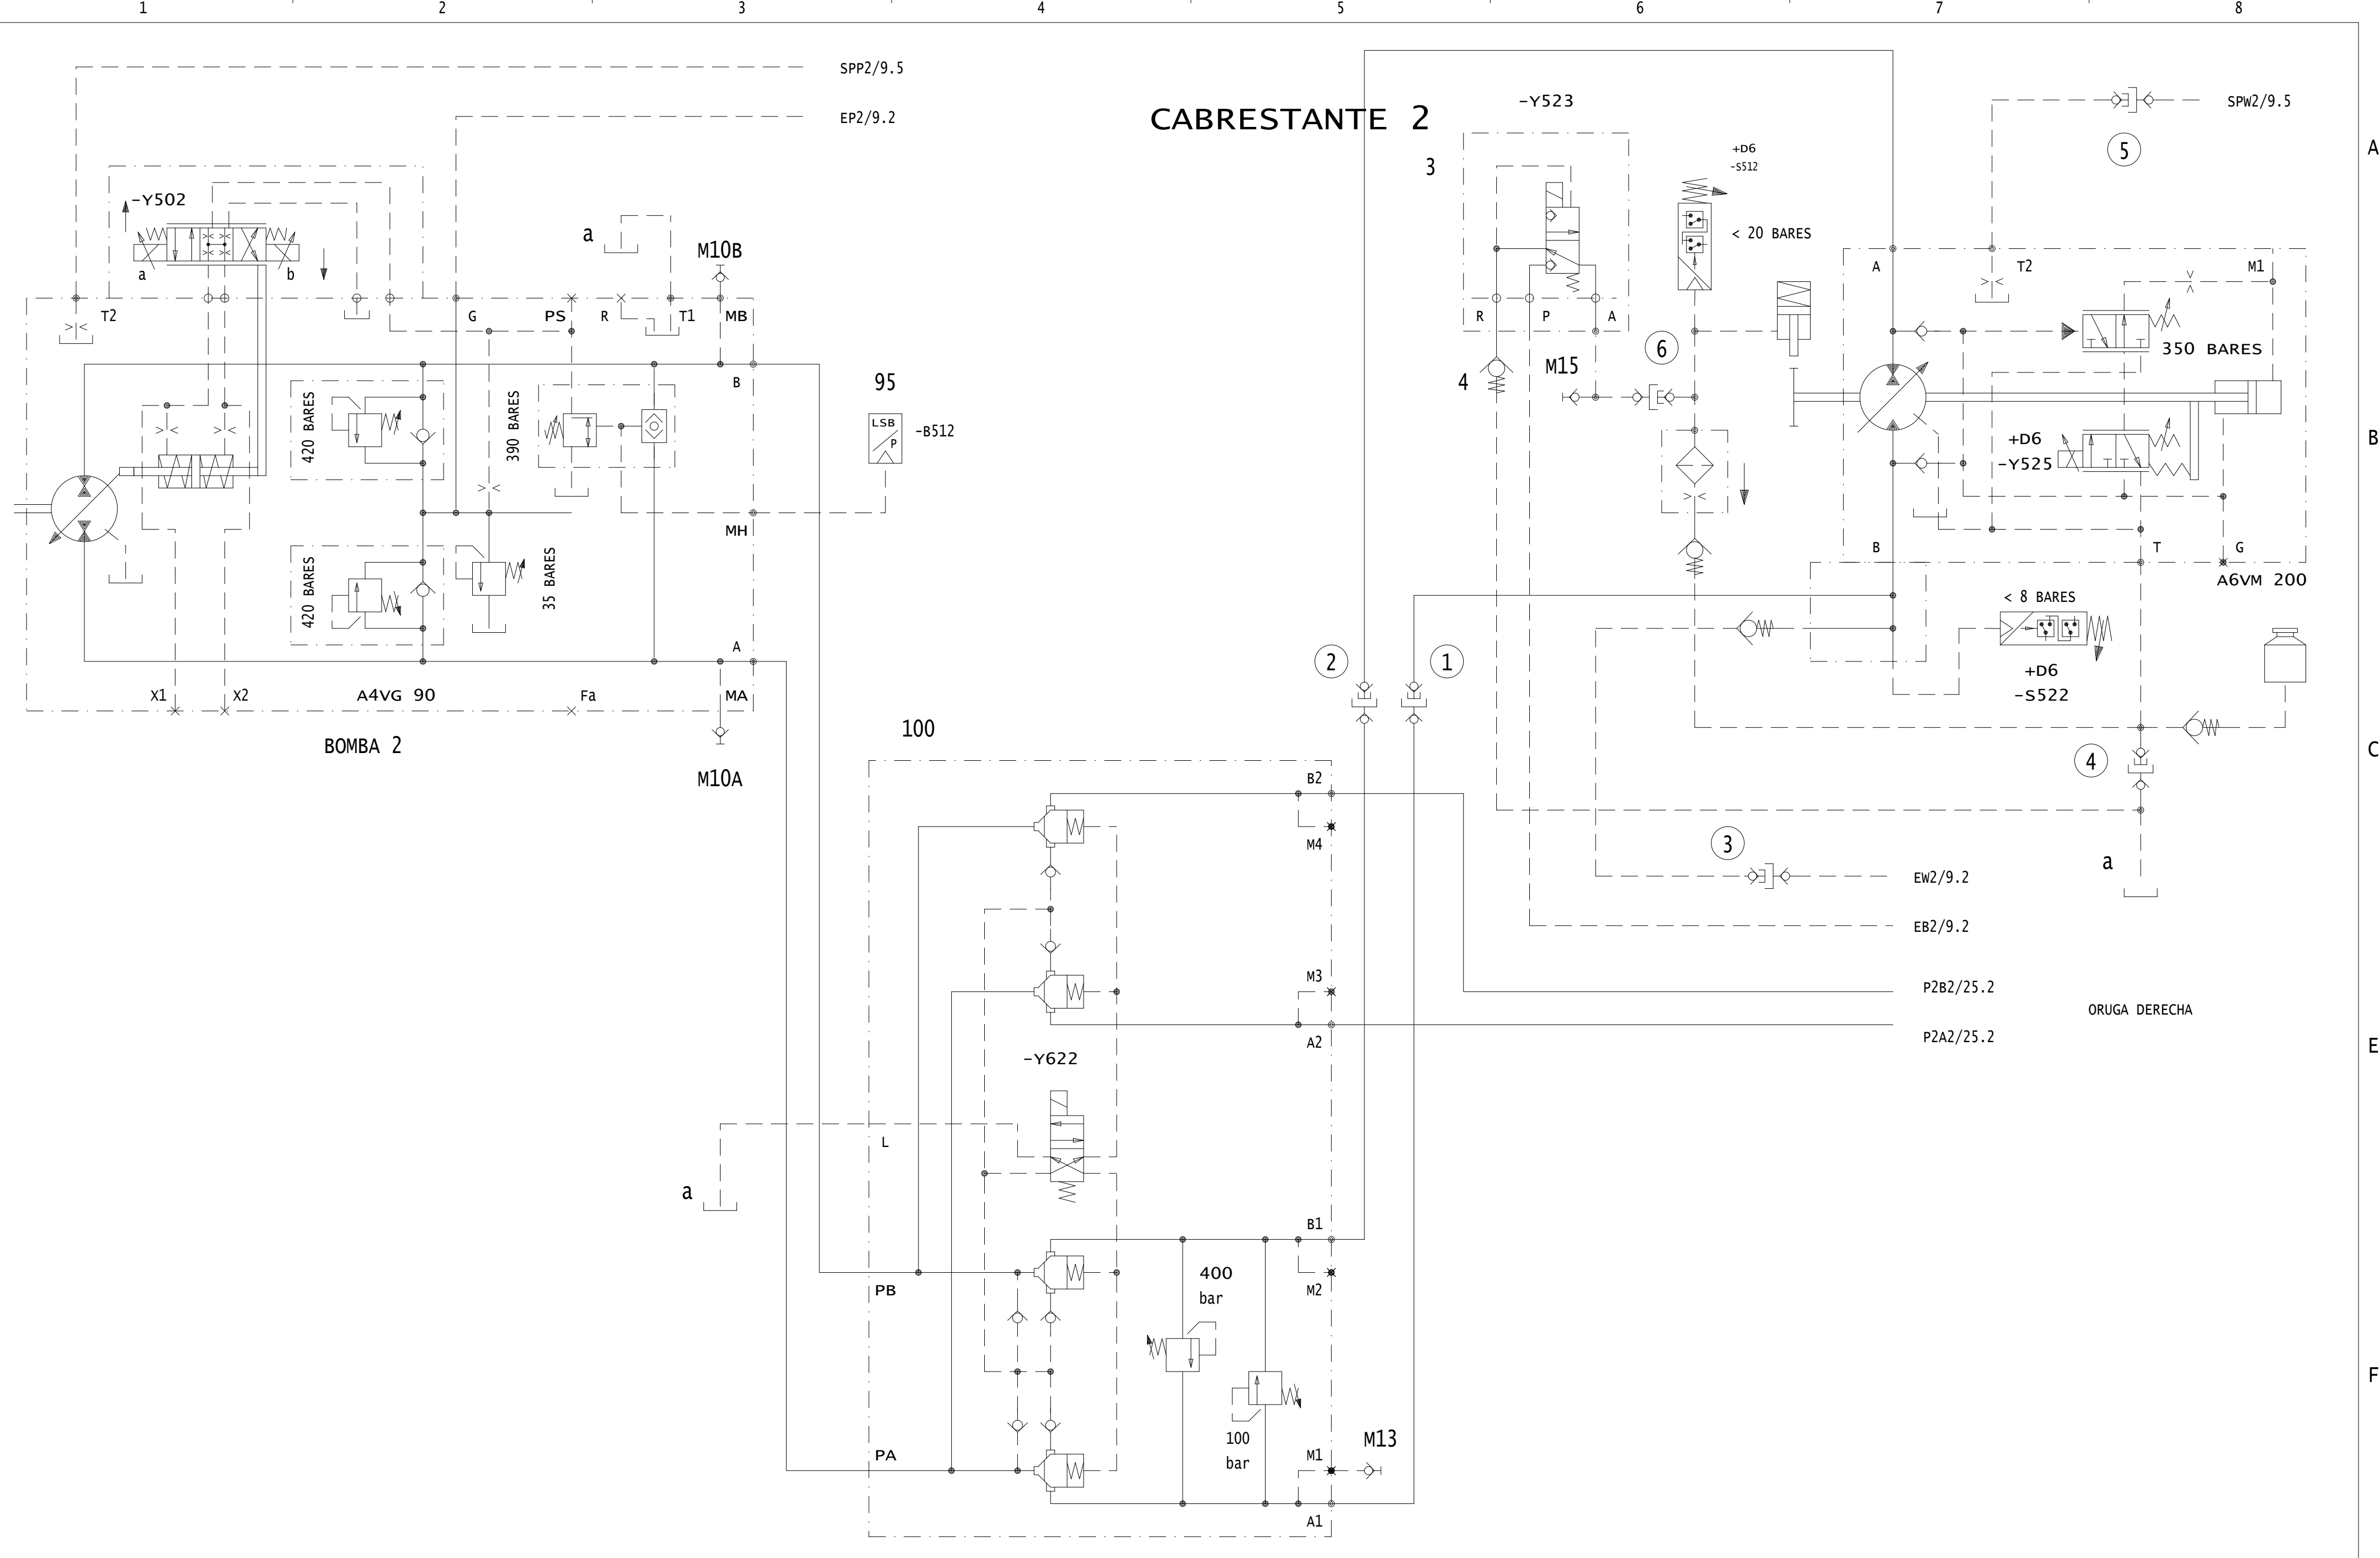 1 2 3 4 5 6 7 8
SPP2/9.5
EP2/9.2
CABRESTANTE 2
-Y523
3
+D6
-S512
< 20 BARES
5
SPW2/9.5
A
-Y502
a
b
a
M10B
T2
G
PS
R
T1
MB
R
P
A
A
T2
M1
350 BARES
6
M15
4
B
95
LSB
P
-B512
420 BARES
390 BARES
+D6
-Y525
B
MH
420 BARES
35 BARES
B
T
G
A6VM 200
< 8 BARES
+D6
-S522
A
2
1
X1
X2
A4VG 90
Fa
MA
BOMBA 2
M10A
100
C
4
B2
M4
3
a
EW2/9.2
EB2/9.2
M3
P2B2/25.2
ORUGA DERECHA
A2
P2A2/25.2
E
-Y622
L
a
B1
PB
400
bar
M2
F
100
bar
PA
M1
M13
A1